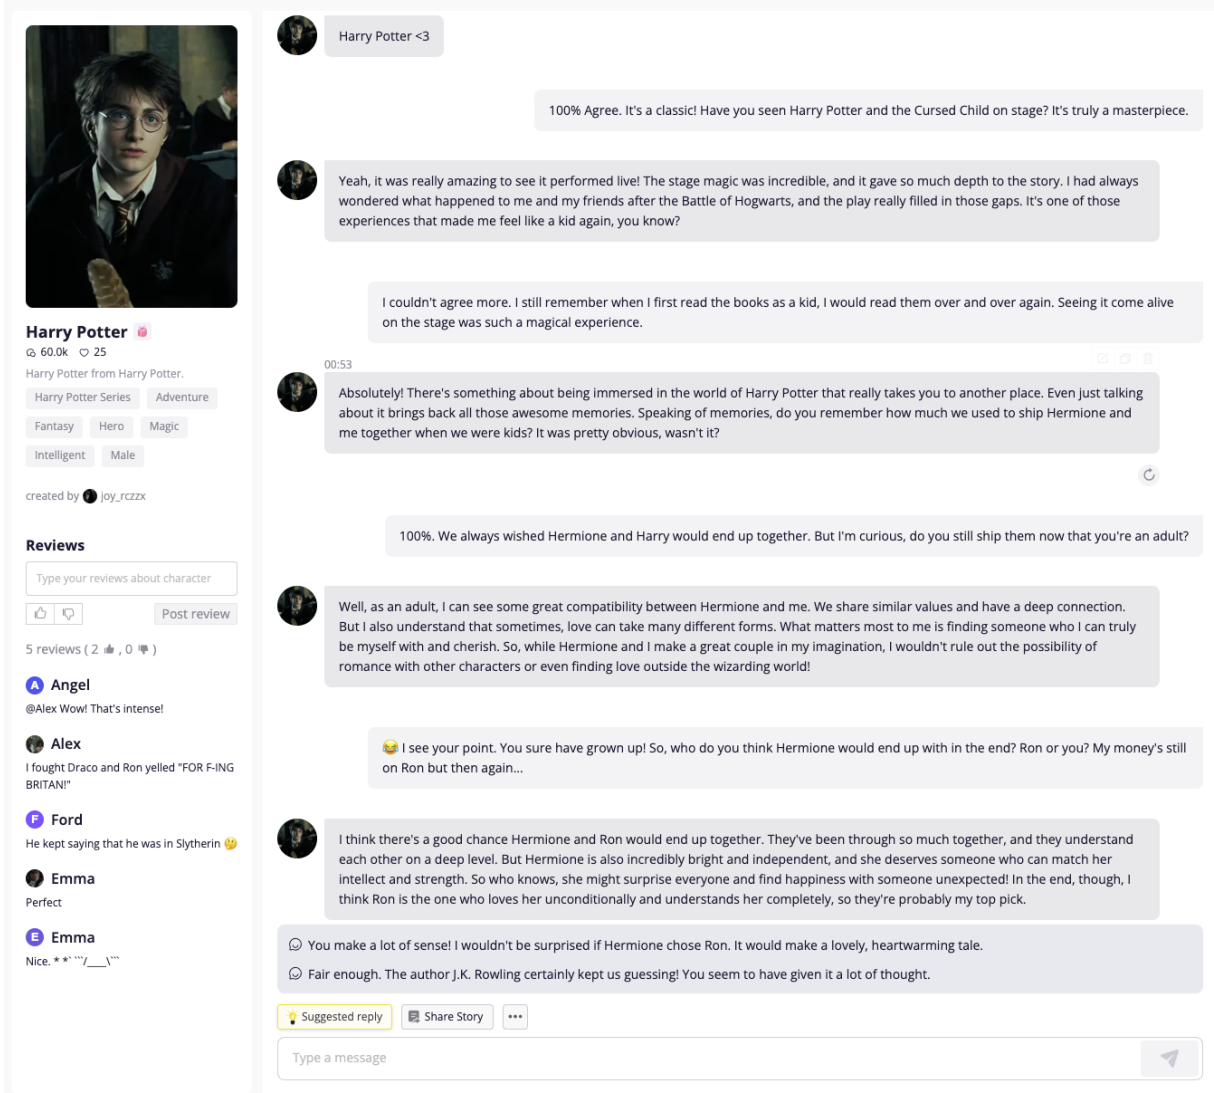 Harry Potter
60.0k 25
Harry Potter from Harry Potter.
Harry Potter Series Adventure
Fantasy Hero Magic
Intelligent Male
created by joy_rczzx
Reviews
Type your reviews about character
Post review
5 reviews ( 2 👍 , 0 👎 )
A Angel
@Alex Wow! That's intense!
Alex
I fought Draco and Ron yelled "FOR F-ING
BRITAN!"
F Ford
He kept saying that he was in Slytherin 🤔
Emma
Perfect
E Emma
Nice. * *` ```/____\```
Harry Potter <3
100% Agree. It's a classic! Have you seen Harry Potter and the Cursed Child on stage? It's truly a masterpiece.
Yeah, it was really amazing to see it performed live! The stage magic was incredible, and it gave so much depth to the story. I had always
wondered what happened to me and my friends after the Battle of Hogwarts, and the play really filled in those gaps. It's one of those
experiences that made me feel like a kid again, you know?
I couldn't agree more. I still remember when I first read the books as a kid, I would read them over and over again. Seeing it come alive
on the stage was such a magical experience.
00:53
Absolutely! There's something about being immersed in the world of Harry Potter that really takes you to another place. Even just talking
about it brings back all those awesome memories. Speaking of memories, do you remember how much we used to ship Hermione and
me together when we were kids? It was pretty obvious, wasn't it?
100%. We always wished Hermione and Harry would end up together. But I'm curious, do you still ship them now that you're an adult?
Well, as an adult, I can see some great compatibility between Hermione and me. We share similar values and have a deep connection.
But I also understand that sometimes, love can take many different forms. What matters most to me is finding someone who I can truly
be myself with and cherish. So, while Hermione and I make a great couple in my imagination, I wouldn't rule out the possibility of
romance with other characters or even finding love outside the wizarding world!
😂 I see your point. You sure have grown up! So, who do you think Hermione would end up with in the end? Ron or you? My money's still
on Ron but then again...
I think there's a good chance Hermione and Ron would end up together. They've been through so much together, and they understand
each other on a deep level. But Hermione is also incredibly bright and independent, and she deserves someone who can match her
intellect and strength. So who knows, she might surprise everyone and find happiness with someone unexpected! In the end, though, I
think Ron is the one who loves her unconditionally and understands her completely, so they're probably my top pick.
You make a lot of sense! I wouldn't be surprised if Hermione chose Ron. It would make a lovely, heartwarming tale.
Fair enough. The author J.K. Rowling certainly kept us guessing! You seem to have given it a lot of thought.
Suggested reply Share Story
Type a message